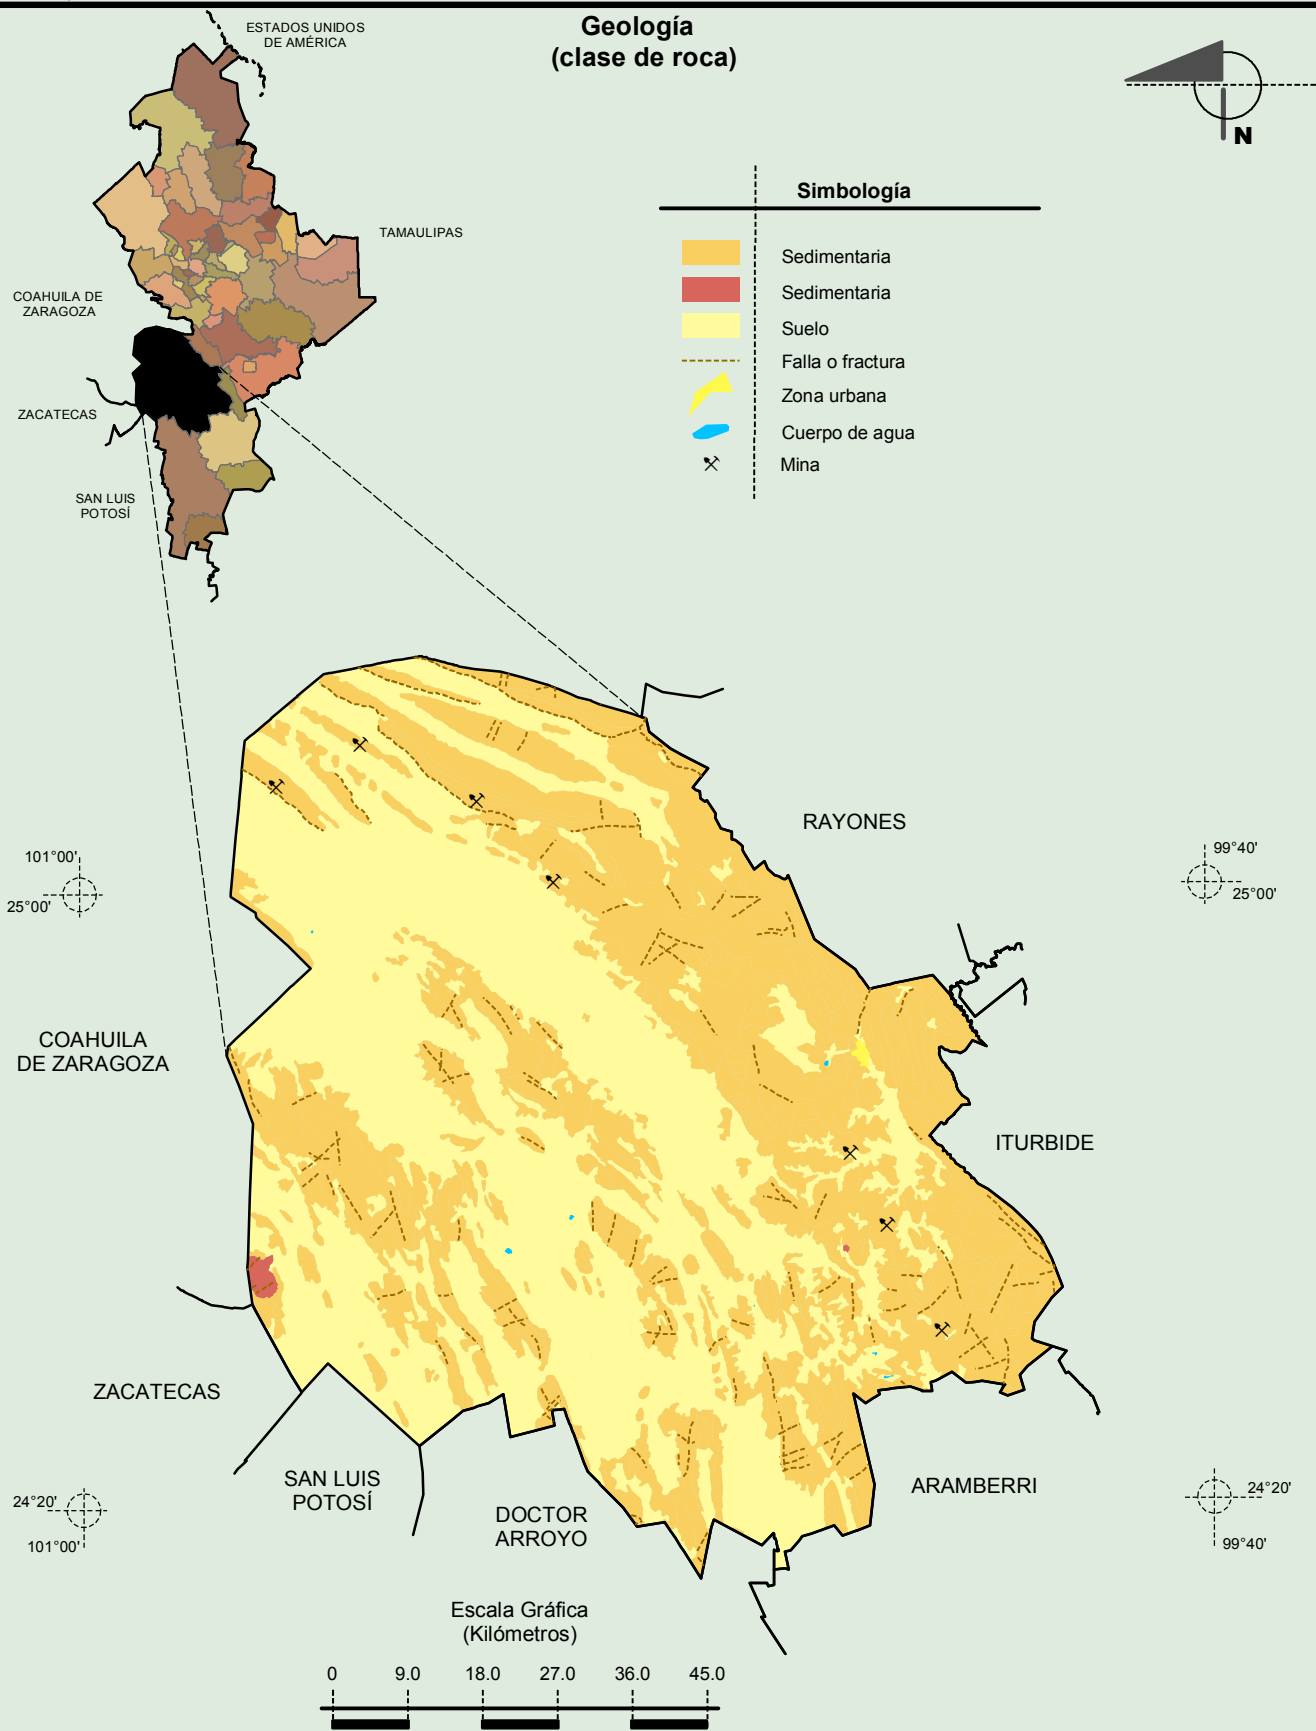 Geología
(clase de roca)
ESTADOS UNIDOS
DE AMÉRICA
N
Simbología
Sedimentaria
Sedimentaria
Suelo
Falla o fractura
Zona urbana
Cuerpo de agua
Mina
TAMAULIPAS
COAHUILA DE
ZARAGOZA
ZACATECAS
SAN LUIS
POTOSÍ
RAYONES
101°00'
25°00'
99°40'
25°00'
COAHUILA
DE ZARAGOZA
ITURBIDE
ZACATECAS
SAN LUIS
POTOSÍ
DOCTOR
ARROYO
ARAMBERRI
24°20'
101°00'
24°20'
99°40'
Escala Gráfica
(Kilómetros)
0 9.0 18.0 27.0 36.0 45.0